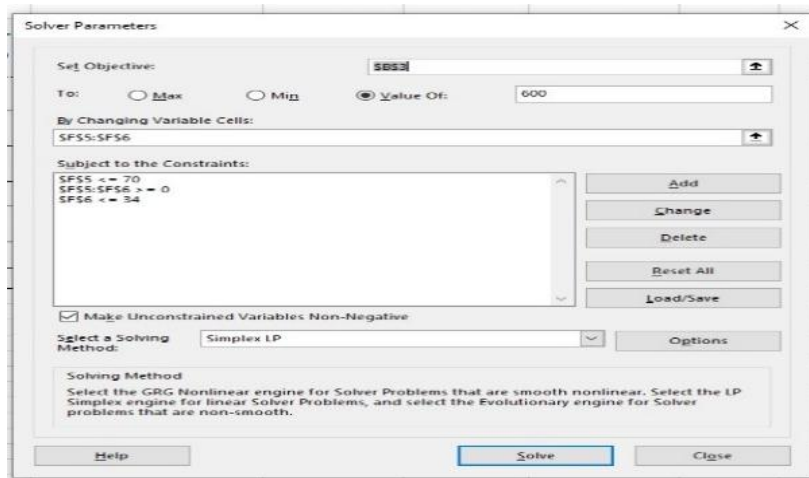 Solver Parameters
Set Objective: $B$3
To: Max Min Value Of: 600
By Changing Variable Cells:
$F$5:$F$6
Subject to the Constraints:
$F$5 <= 70
$F$5:$F$6 >= 0
$F$6 <= 34
Add
Change
Delete
Reset All
Load/Save
Make Unconstrained Variables Non-Negative
Select a Solving Method: Simplex LP
Options
Solving Method
Select the GRG Nonlinear engine for Solver Problems that are smooth nonlinear. Select the LP
Simplex engine for linear Solver Problems, and select the Evolutionary engine for Solver
problems that are non-smooth.
Help Solve Close